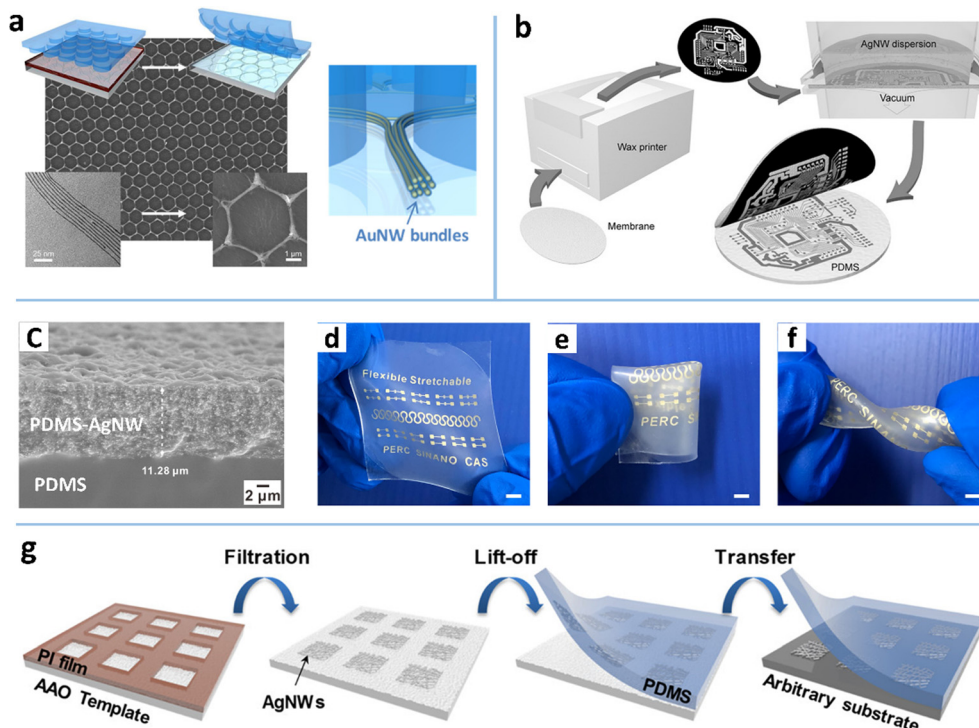 a
25 nm
1 µm
AuNW bundles
b
Wax printer
Membrane
AgNW dispersion
Vacuum
PDMS
c
PDMS-AgNW
11.28 µm
PDMS
2 µm
d
Flexible Stretchable
PERC SINANO CAS
e
PERC S
f
PERC SINANO
g
Filtration
Lift-off
Transfer
PI film
AAO Template
AgNWs
PDMS
Arbitrary substrate